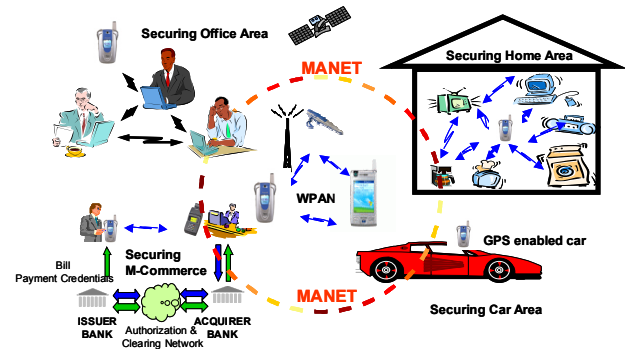 Securing Office Area
MANET
Securing Home Area
WPAN
GPS enabled car
Securing
M-Commerce
Bill
Payment Credentials
MANET
Securing Car Area
ISSUER
BANK
Authorization &
Clearing Network
ACQUIRER
BANK